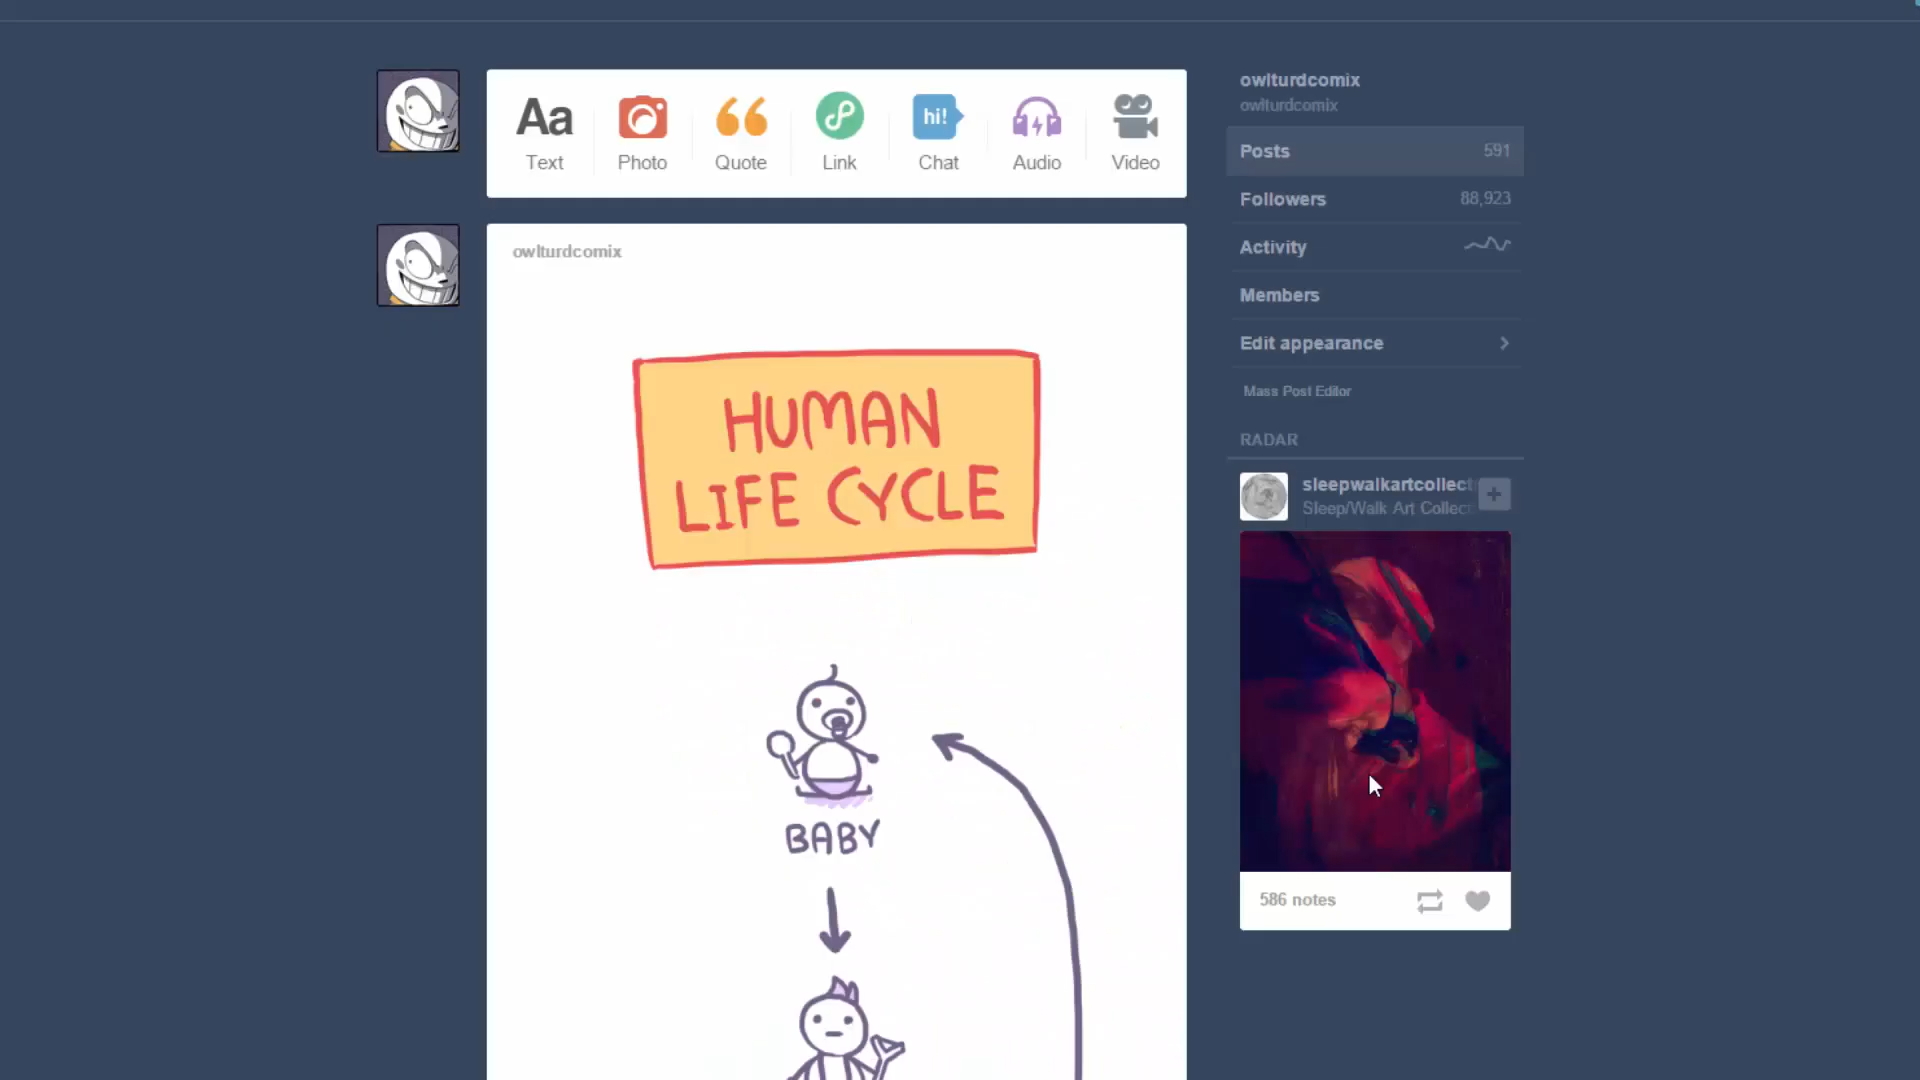 Aa
hi!
Text
Photo
Quote
Link
Chat
Audio
Video
owlturdcomix
HUMAN
LIFE CYCLE
BABY
owlturdcomix
owlturdcomix
Posts 591
Followers 88,923
Activity
Members
Edit appearance
Mass Post Editor
RADAR
sleepwalkartcollect
Sleep/Walk Art Collec
586 notes